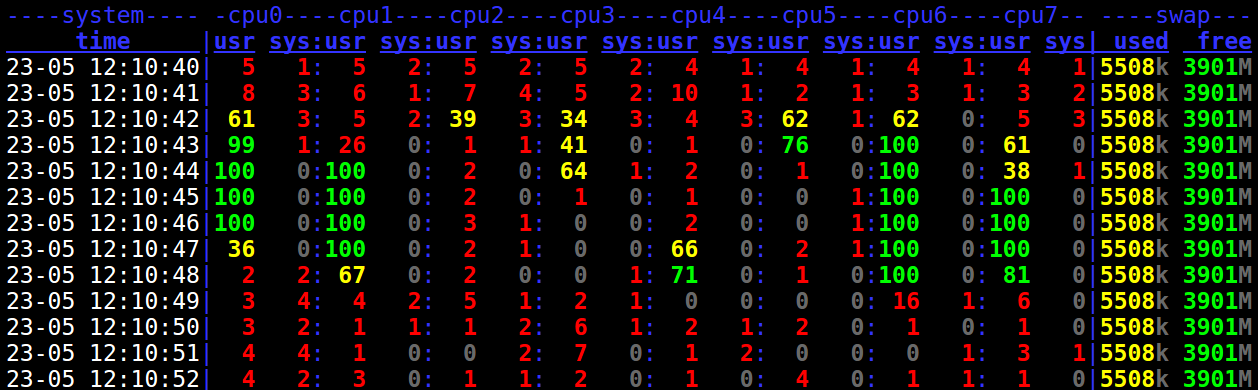 ----system---- -cpu0----cpu1----cpu2----cpu3----cpu4----cpu5----cpu6----cpu7-- ----swap---
     time     |usr sys:usr sys:usr sys:usr sys:usr sys:usr sys:usr sys:usr sys| used  free
23-05 12:10:40|  5   1:  5   2:  5   2:  5   2:  4   1:  4   1:  4   1:  4   1|5508k 3901M
23-05 12:10:41|  8   3:  6   1:  7   4:  5   2: 10   1:  2   1:  3   1:  3   2|5508k 3901M
23-05 12:10:42| 61   3:  5   2: 39   3: 34   3:  4   3: 62   1: 62   0:  5   3|5508k 3901M
23-05 12:10:43| 99   1: 26   0:  1   1: 41   0:  1   0: 76   0:100   0: 61   0|5508k 3901M
23-05 12:10:44|100   0:100   0:  2   0: 64   1:  2   0:  1   0:100   0: 38   1|5508k 3901M
23-05 12:10:45|100   0:100   0:  2   0:  1   0:  1   0:  0   1:100   0:100   0|5508k 3901M
23-05 12:10:46|100   0:100   0:  3   1:  0   0:  2   0:  0   1:100   0:100   0|5508k 3901M
23-05 12:10:47| 36   0:100   0:  2   1:  0   0: 66   0:  2   1:100   0:100   0|5508k 3901M
23-05 12:10:48|  2   2: 67   0:  2   0:  0   1: 71   0:  1   0:100   0: 81   0|5508k 3901M
23-05 12:10:49|  3   4:  4   2:  5   1:  2   1:  0   0:  0   0: 16   1:  6   0|5508k 3901M
23-05 12:10:50|  3   2:  1   1:  1   2:  6   1:  2   1:  2   0:  1   0:  1   0|5508k 3901M
23-05 12:10:51|  4   4:  1   0:  0   2:  7   0:  1   2:  0   0:  0   1:  3   1|5508k 3901M
23-05 12:10:52|  4   2:  3   0:  1   1:  2   0:  1   0:  4   0:  1   1:  1   0|5508k 3901M